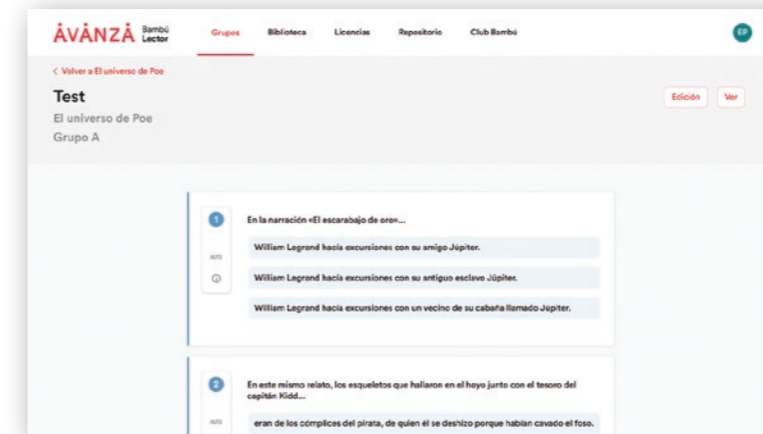 ÁVÁNZÁ Bambú Lector
Grupos Biblioteca Licencias Repositorio Club Bambú EP
< Volver a El universo de Poe
Test
Edición Ver
El universo de Poe
Grupo A
1 En la narración «El escarabajo de oro»...
William Legrand hacía excursiones con su amigo Júpiter.
AUTO
William Legrand hacía excursiones con su antiguo esclavo Júpiter.
William Legrand hacía excursiones con un vecino de su cabaña llamado Júpiter.
2 En este mismo relato, los esqueletos que hallaron en el hoyo junto con el tesoro del
capitán Kidd...
AUTO eran de los cómplices del pirata, de quien él se deshizo porque habían cavado el foso.